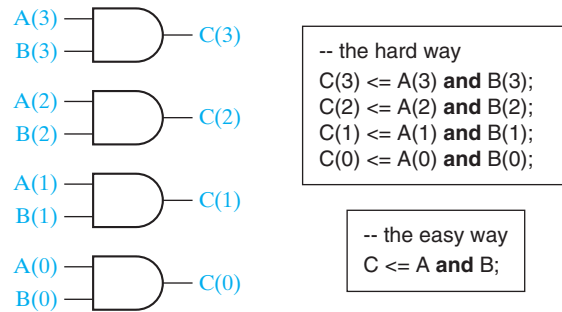 A(3)
B(3)
C(3)
A(2)
B(2)
C(2)
A(1)
B(1)
C(1)
A(0)
B(0)
C(0)
-- the hard way
C(3) <= A(3) and B(3);
C(2) <= A(2) and B(2);
C(1) <= A(1) and B(1);
C(0) <= A(0) and B(0);
-- the easy way
C <= A and B;